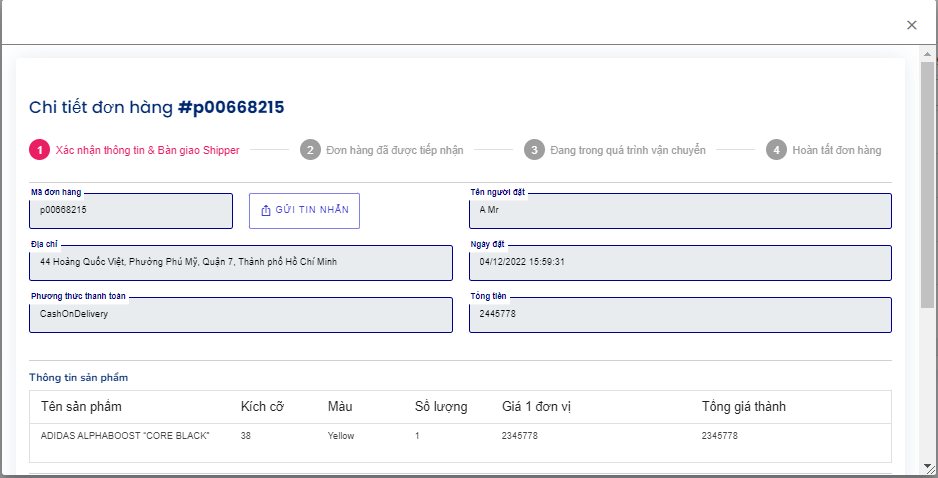 Chi tiết đơn hàng #p00668215
1 Xác nhận thông tin & Bàn giao Shipper 2 Đơn hàng đã được tiếp nhận 3 Đang trong quá trình vận chuyển 4 Hoàn tất đơn hàng
Mã đơn hàng
p00668215
GỬI TIN NHẮN
Tên người đặt
A Mr
Địa chỉ
44 Hoàng Quốc Việt, Phường Phú Mỹ, Quận 7, Thành phố Hồ Chí Minh
Ngày đặt
04/12/2022 15:59:31
Phương thức thanh toán
CashOnDelivery
Tổng tiền
2445778
Thông tin sản phẩm
Tên sản phẩm Kích cỡ Màu Số lượng Giá 1 đơn vị Tổng giá thành
ADIDAS ALPHABOOST "CORE BLACK" 38 Yellow 1 2345778 2345778